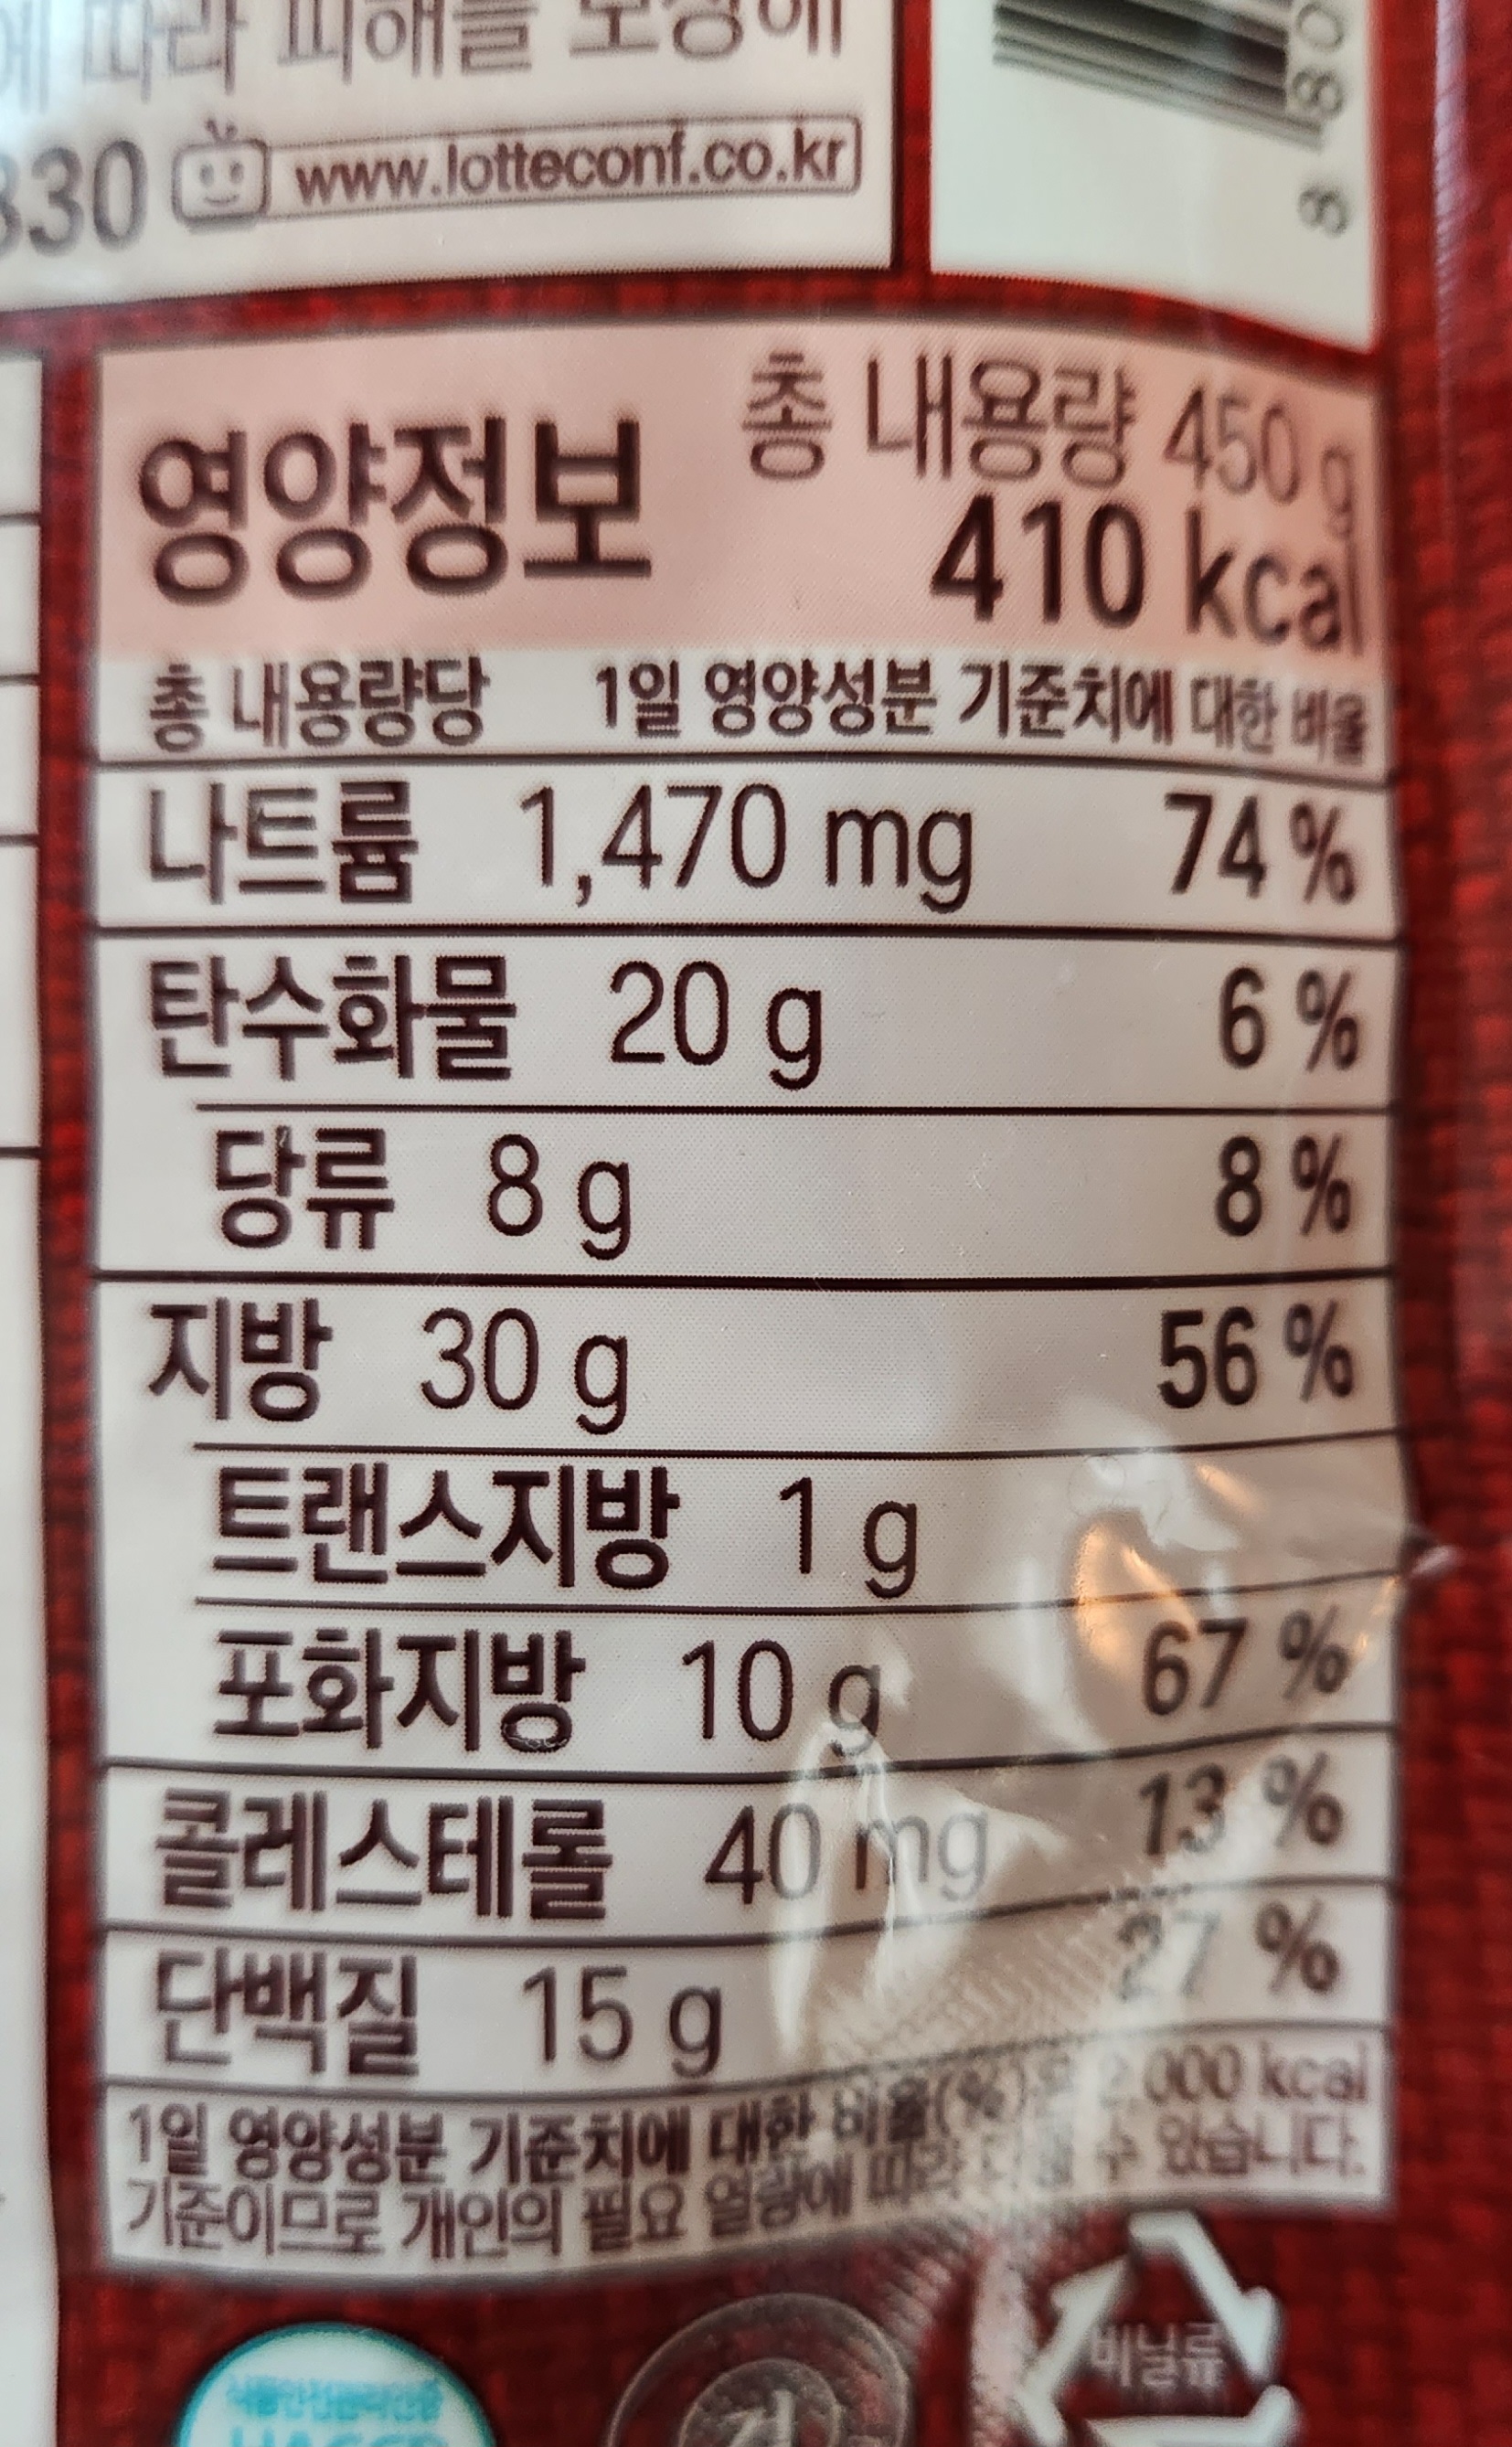 에 따라 피해를 보상해
830 www.lotteconf.co.kr
8 80
영양정보
총 내용량 450 g
410 kcal
총 내용량당 1일 영양성분 기준치에 대한 비율
나트륨 1,470 mg 74 %
탄수화물 20 g 6 %
당류 8 g 8 %
지방 30 g 56 %
트랜스지방 1 g
포화지방 10 g 67 %
콜레스테롤 40 mg 13 %
단백질 15 g 27 %
1일 영양성분 기준치에 대한 비율(%)은 2,000 kcal
기준이므로 개인의 필요 열량에 따라 다를 수 있습니다.
비닐류